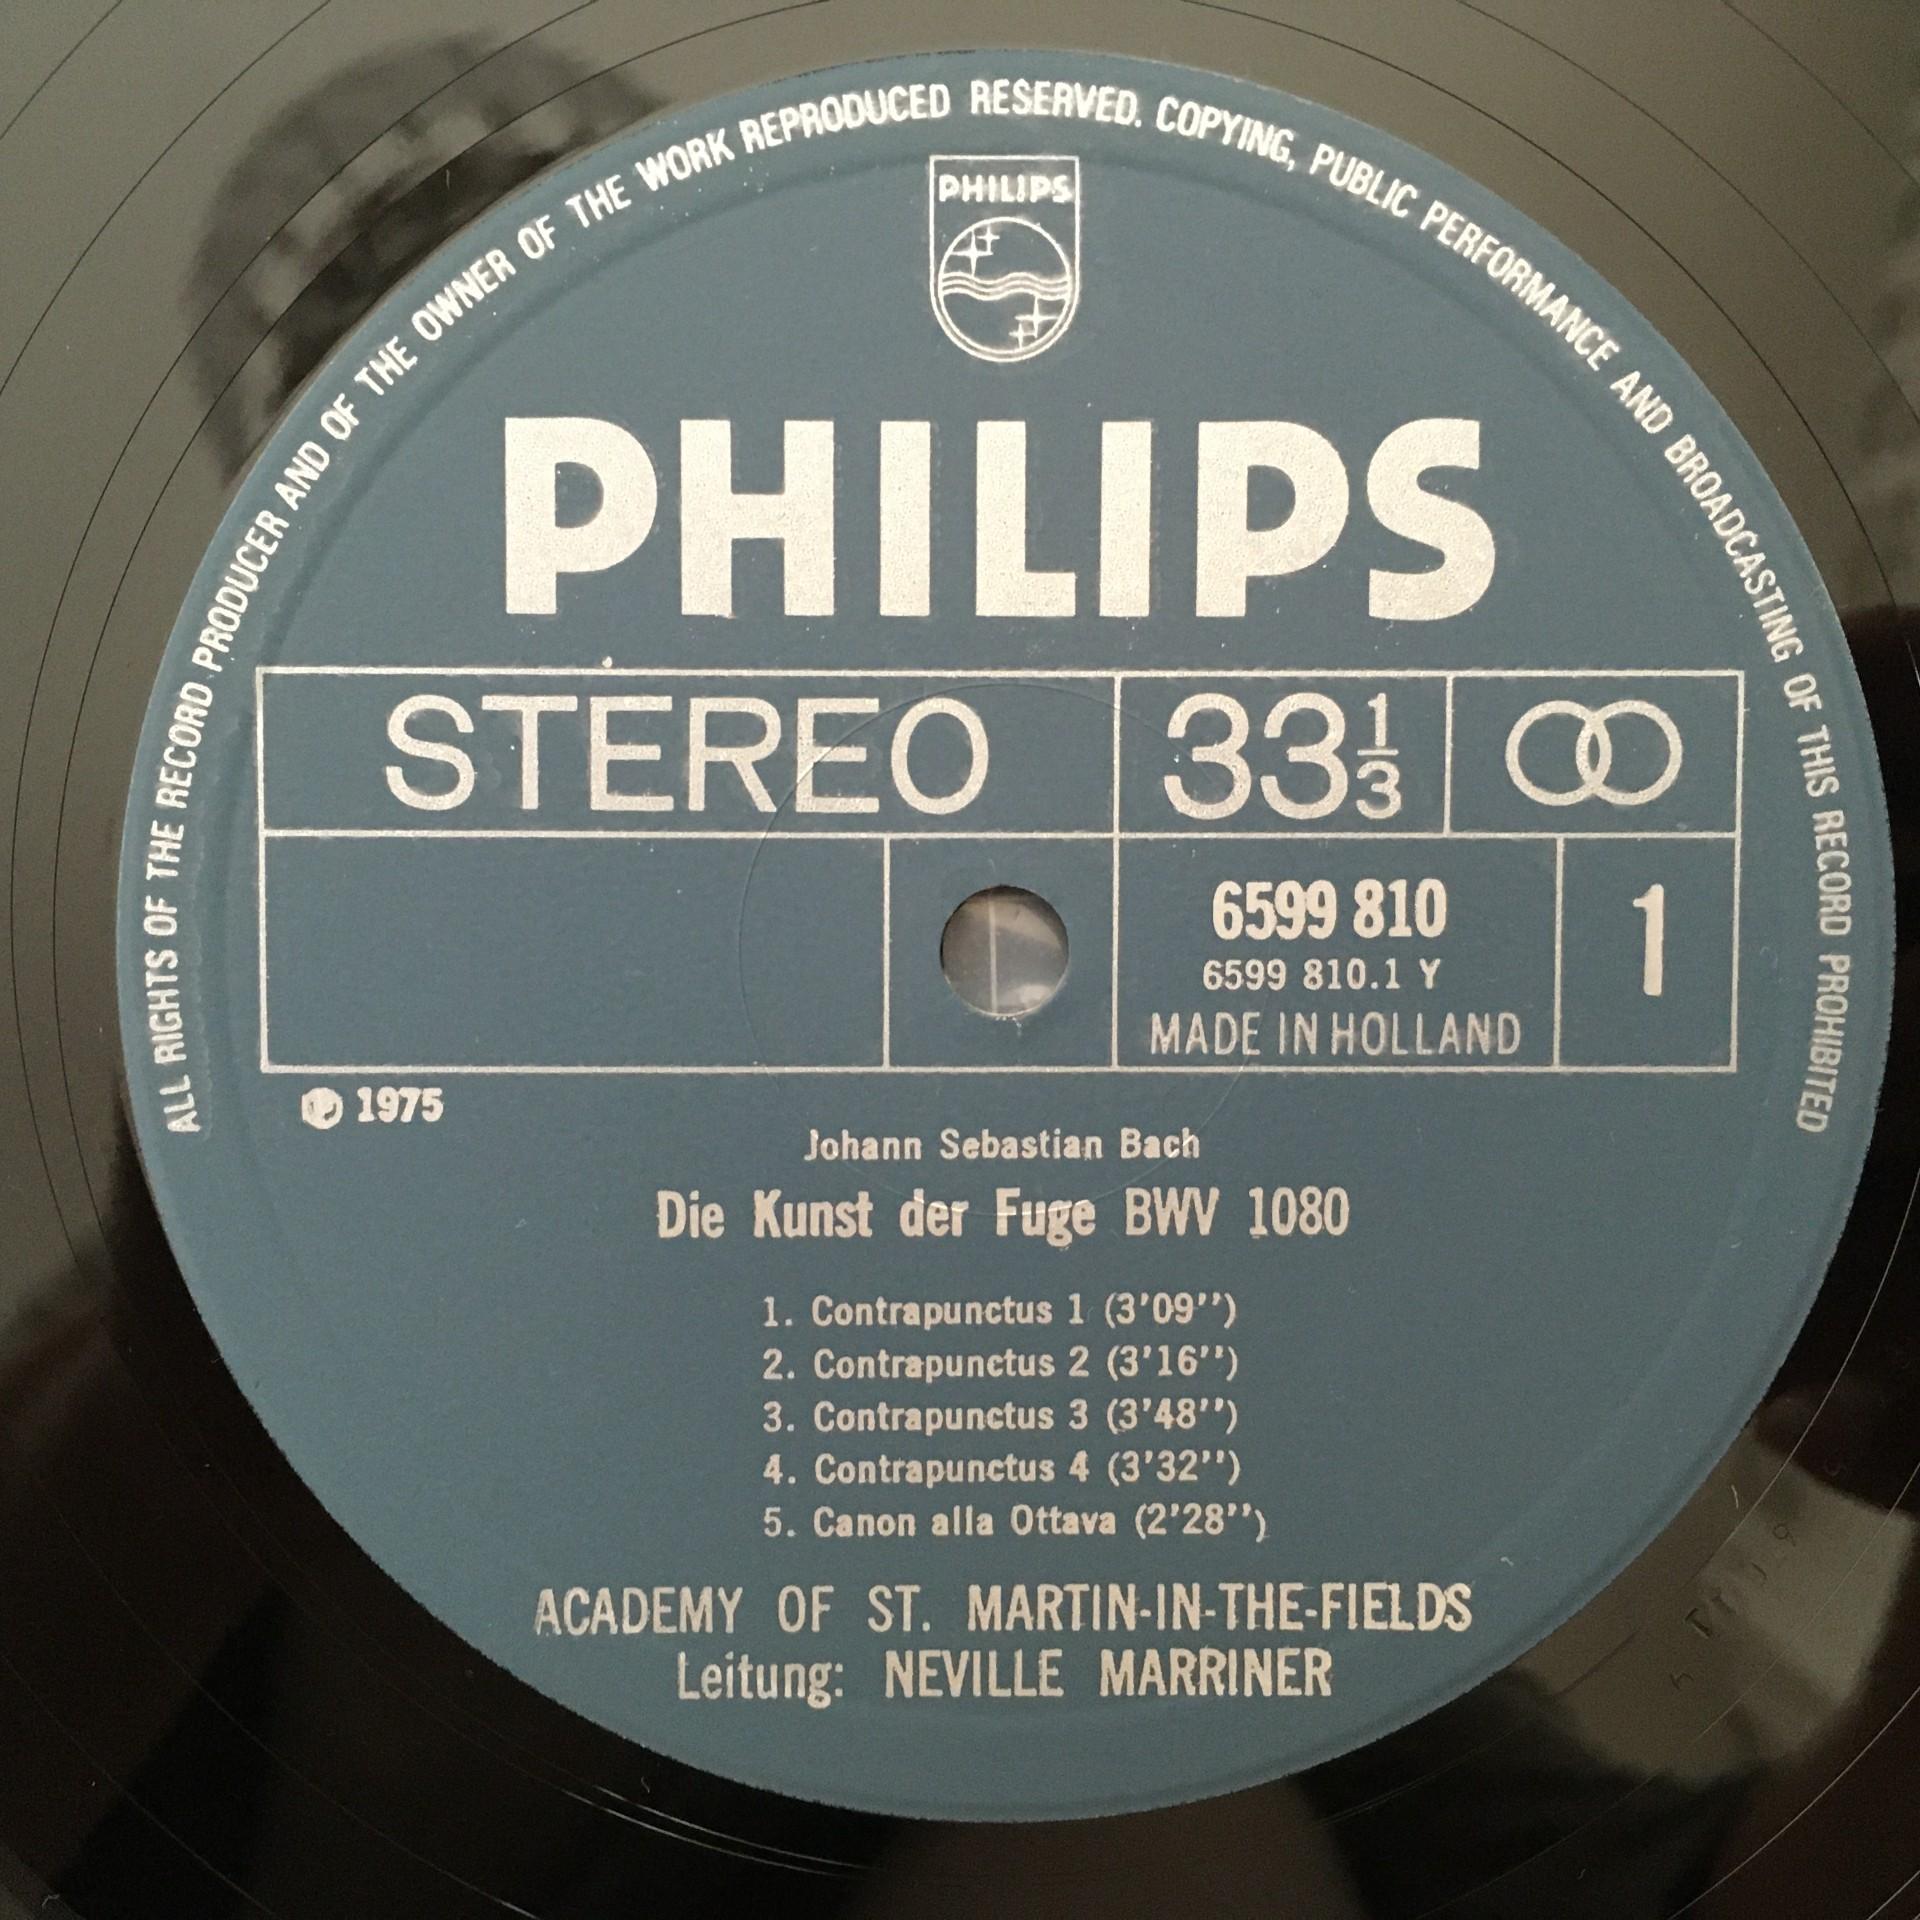 ALL RIGHTS OF THE RECORD PRODUCER AND OF THE OWNER OF THE WORK REPRODUCED RESERVED. COPYING, PUBLIC PERFORMANCE AND BROADCASTING OF THIS RECORD PROHIBITED
PHILIPS
PHILIPS
STEREO 33 1/3
6599 810 1
6599 810.1 Y
MADE IN HOLLAND
℗ 1975
Johann Sebastian Bach
Die Kunst der Fuge BWV 1080
1. Contrapunctus 1 (3'09'')
2. Contrapunctus 2 (3'16'')
3. Contrapunctus 3 (3'48'')
4. Contrapunctus 4 (3'32'')
5. Canon alla Ottava (2'28'')
ACADEMY OF ST. MARTIN-IN-THE-FIELDS
Leitung: NEVILLE MARRINER